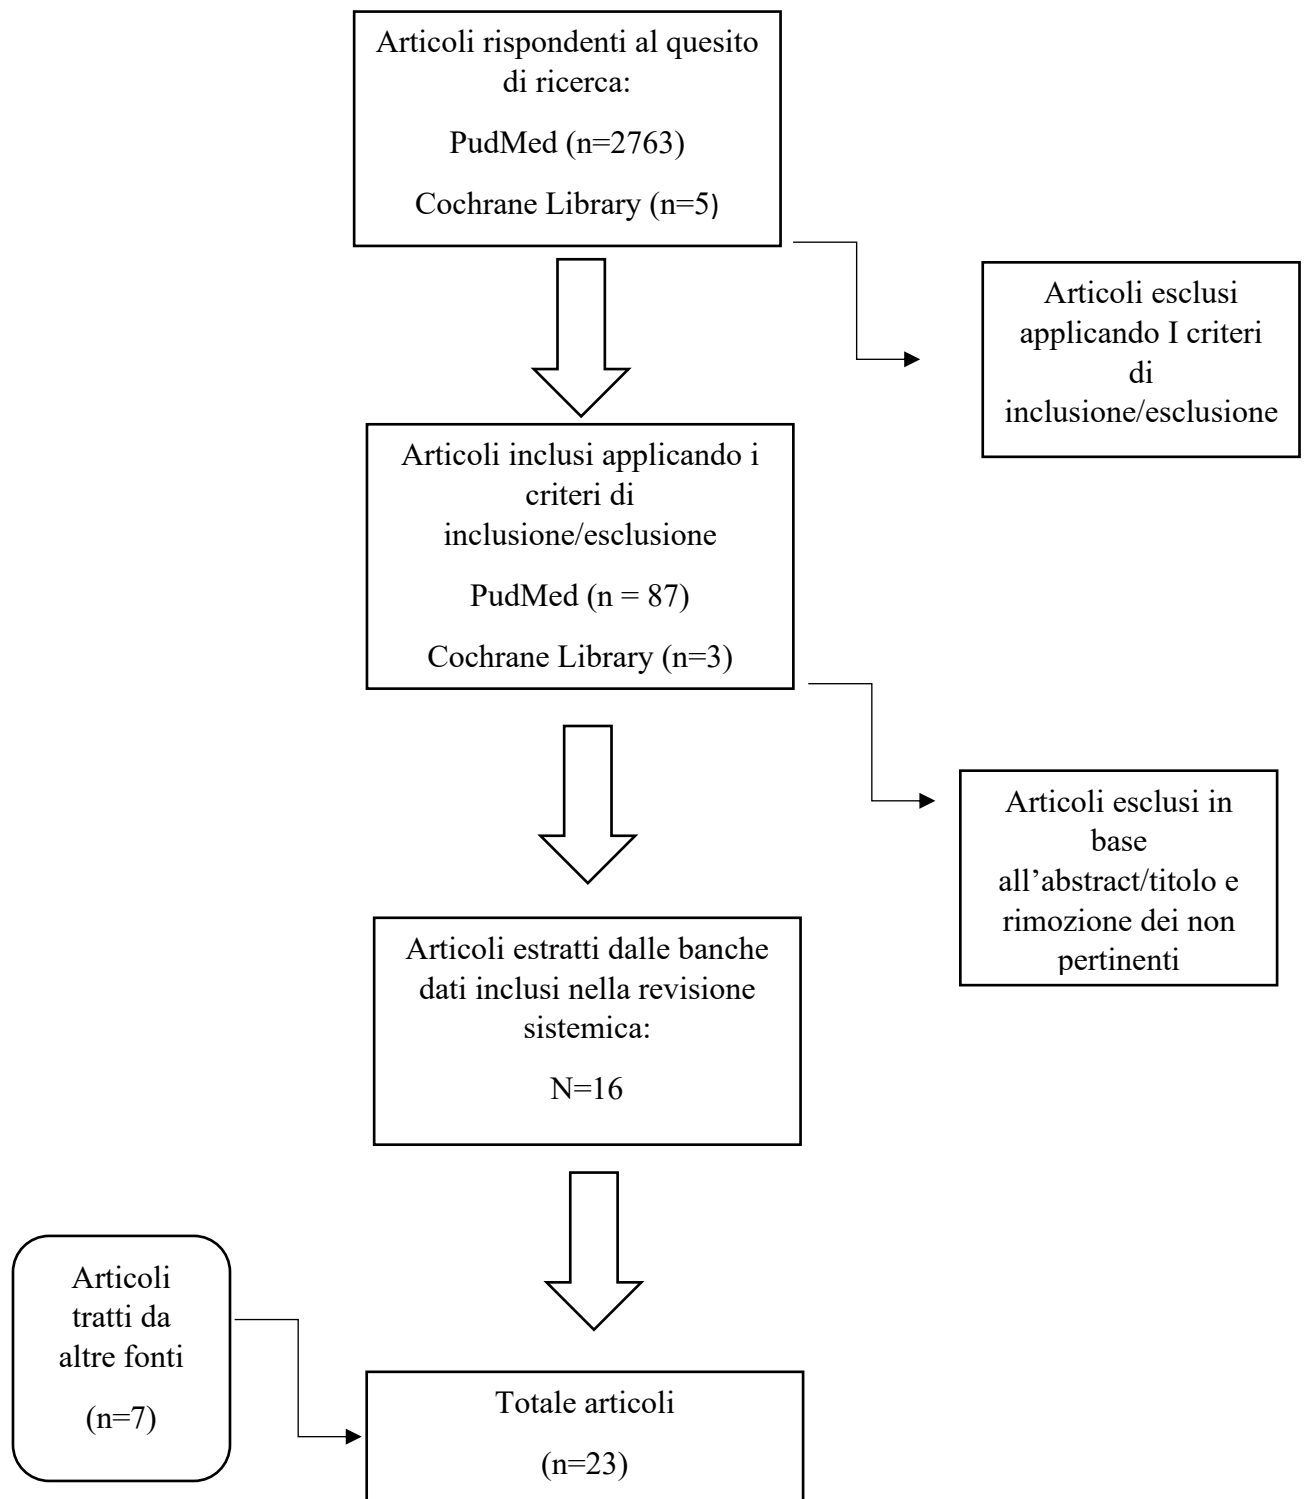 Articoli rispondenti al quesito
di ricerca:
PudMed (n=2763)
Cochrane Library (n=5)
Articoli esclusi
applicando I criteri
di
inclusione/esclusione
Articoli inclusi applicando i
criteri di
inclusione/esclusione
PudMed (n = 87)
Cochrane Library (n=3)
Articoli esclusi in
base
all’abstract/titolo e
rimozione dei non
pertinenti
Articoli estratti dalle banche
dati inclusi nella revisione
sistemica:
N=16
Articoli
tratti da
altre fonti
(n=7)
Totale articoli
(n=23)